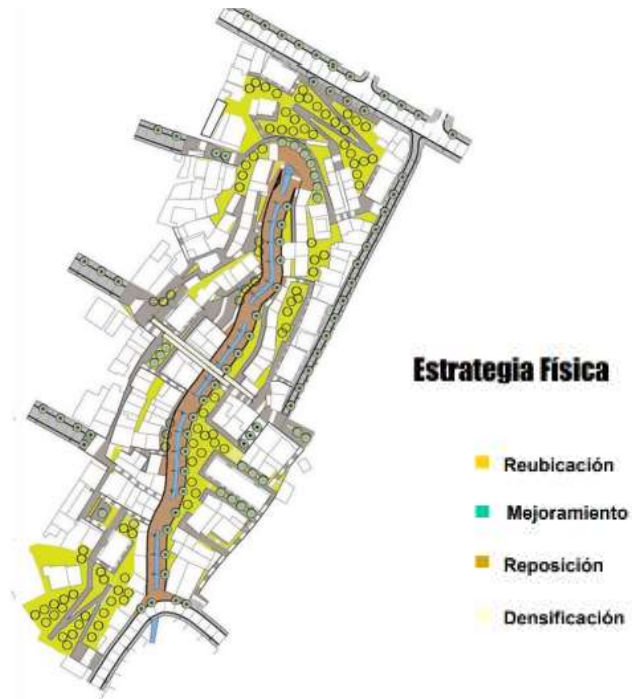 Estrategia Física
Reubicación
Mejoramiento
Reposición
Densificación